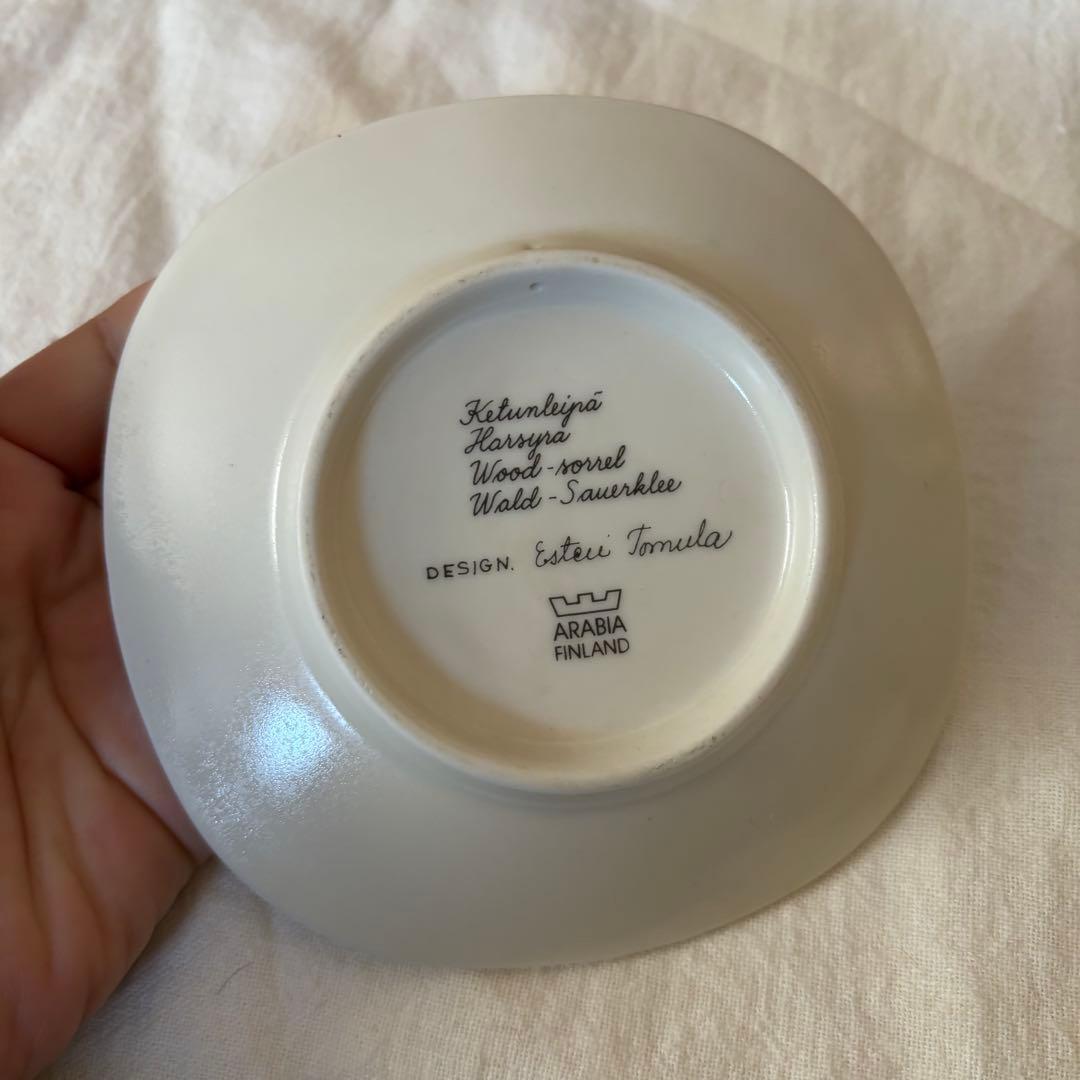 Ketunleipä
Harsyra
Wood-sorrel
Wald-Sauerklee
DESIGN. Esteri Tomula
ARABIA
FINLAND